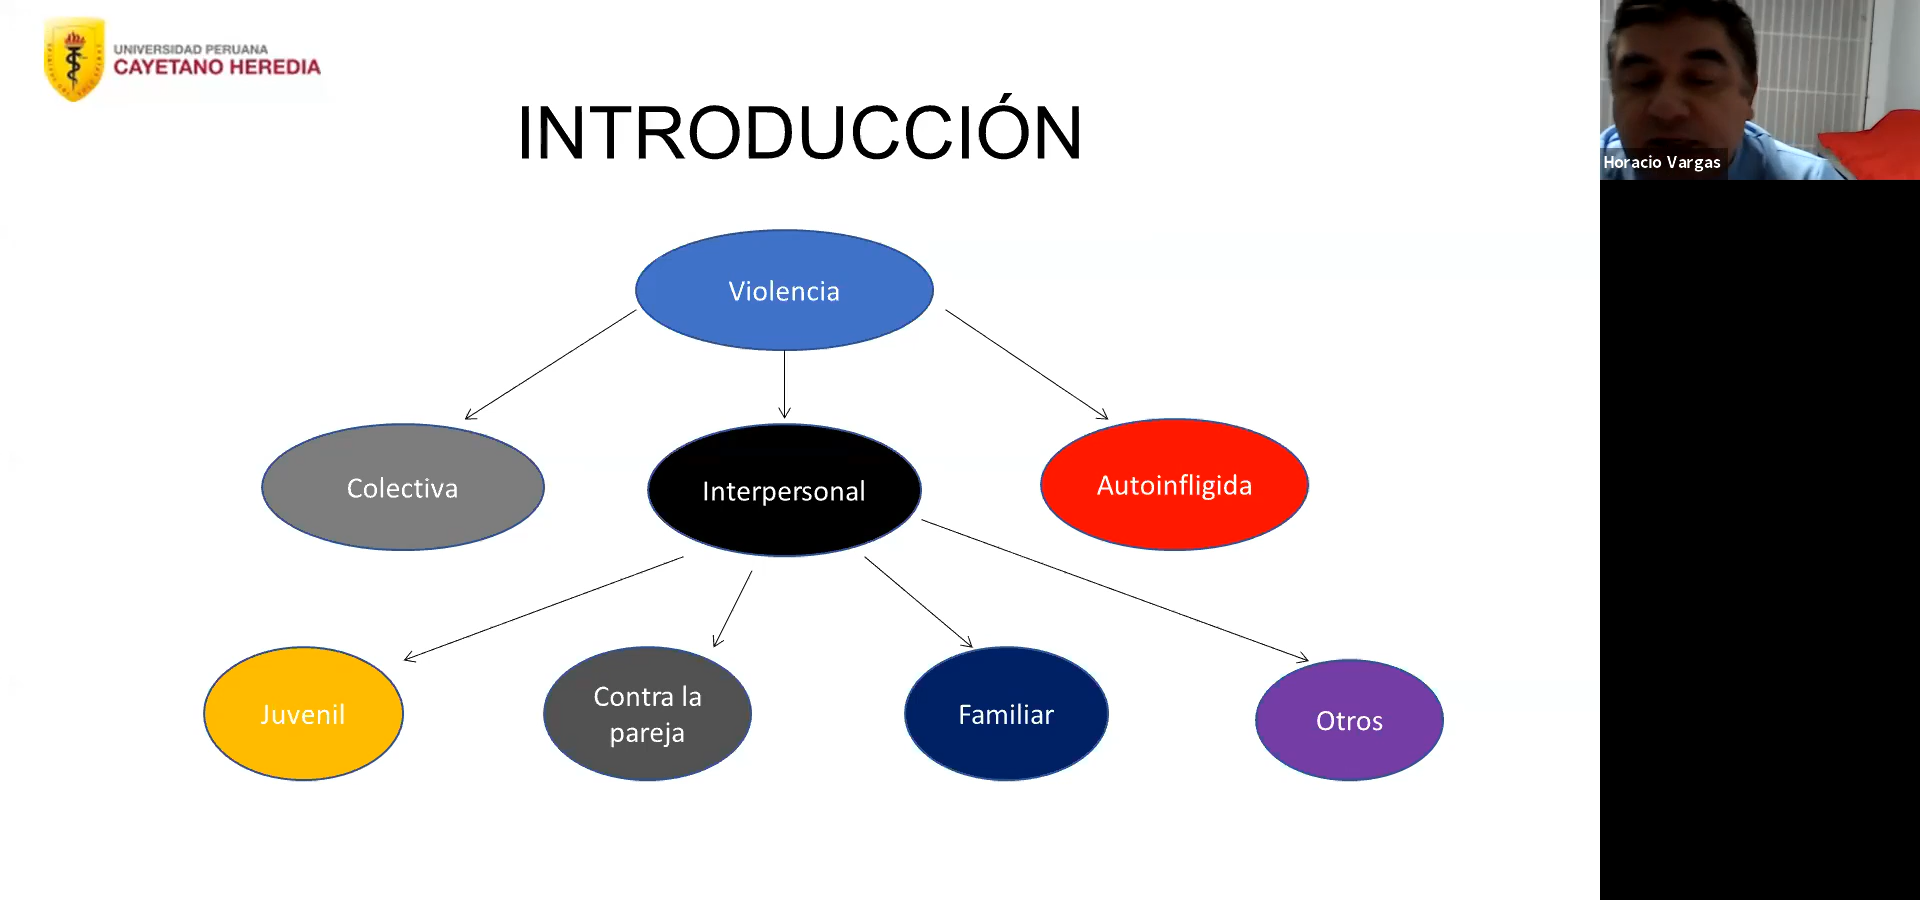 UNIVERSIDAD PERUANA
CAYETANO HEREDIA
INTRODUCCIÓN
Horacio Vargas
Violencia
Colectiva
Interpersonal
Autoinfligida
Juvenil
Contra la
pareja
Familiar
Otros